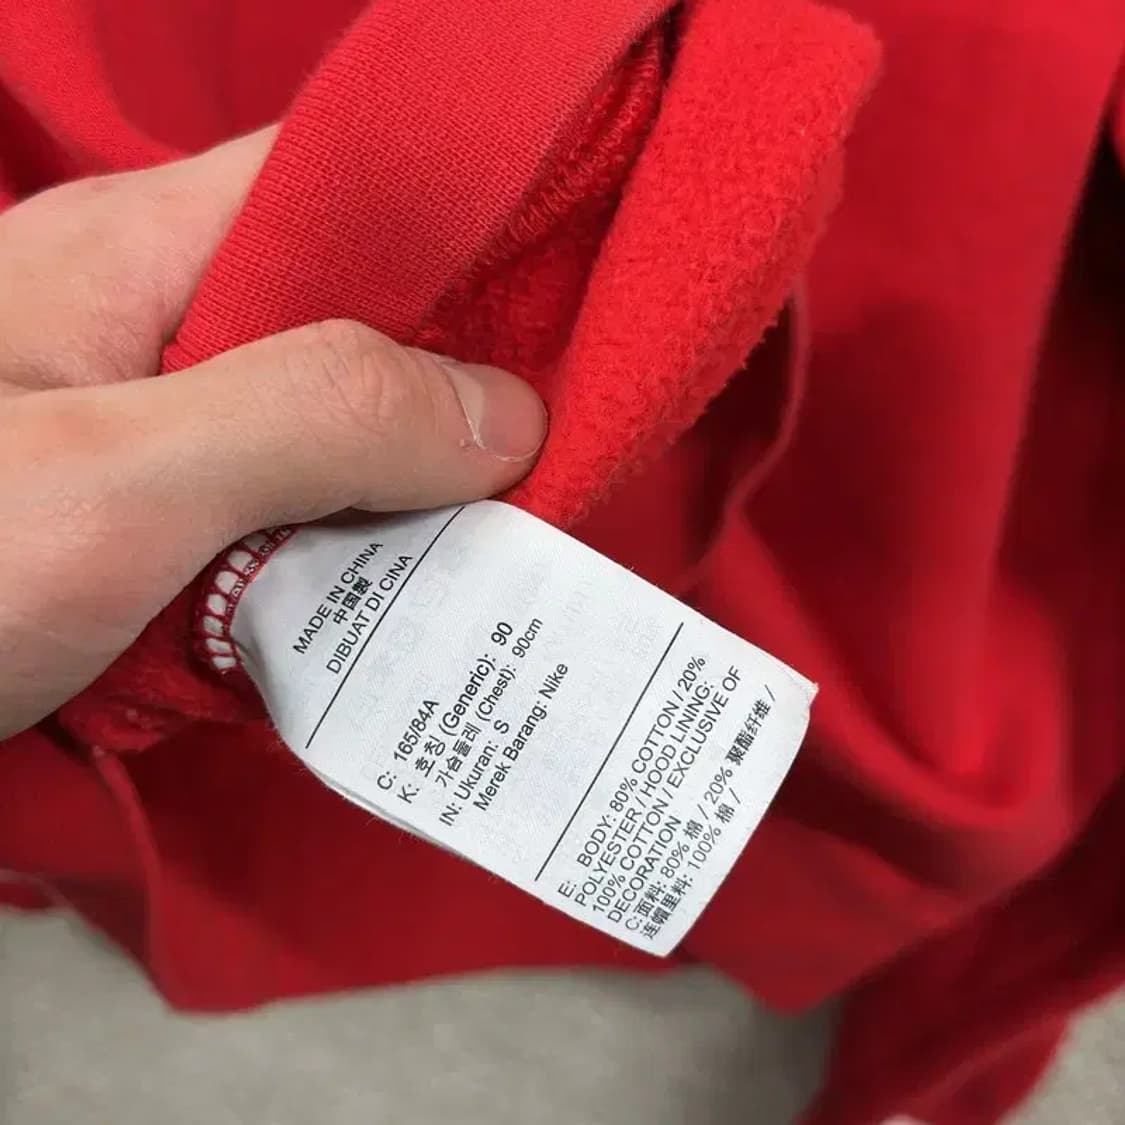 MADE IN CHINA
中国製
DIBUAT DI CINA
C: 165/84A
K: 호칭 (Generic): 90
가슴둘레 (Chest): 90cm
IN: Ukuran: S
Merek Barang: Nike
E: BODY: 80% COTTON / 20%
POLYESTER / HOOD LINING:
100% COTTON / EXCLUSIVE OF
DECORATION
C: 面料: 80% 棉 / 20% 聚酯纤维 /
连帽里料: 100% 棉 /